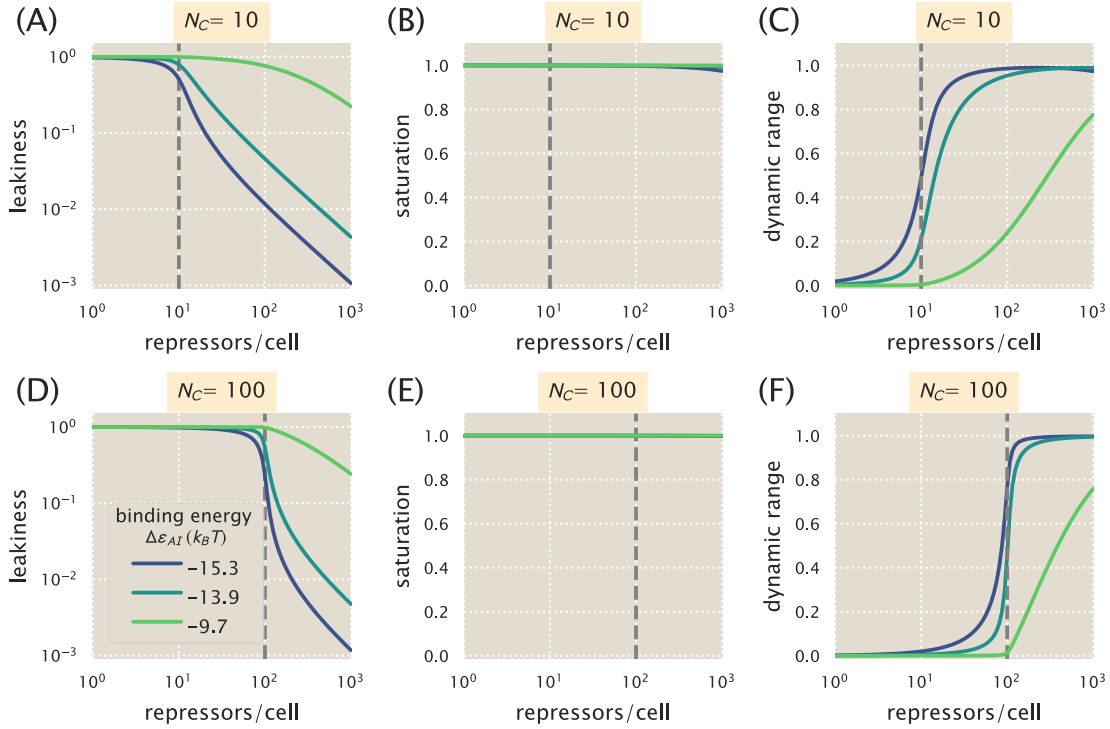 (A)
N_C = 10
leakiness
10^0
10^-1
10^-2
10^-3
10^0
10^1
10^2
10^3
repressors/cell
(B)
N_C = 10
saturation
1.0
0.8
0.6
0.4
0.2
0.0
10^0
10^1
10^2
10^3
repressors/cell
(C)
N_C = 10
dynamic range
1.0
0.8
0.6
0.4
0.2
0.0
10^0
10^1
10^2
10^3
repressors/cell
(D)
N_C = 100
leakiness
10^0
10^-1
10^-2
10^-3
binding energy
Δε_AI (k_BT)
−15.3
−13.9
−9.7
10^0
10^1
10^2
10^3
repressors/cell
(E)
N_C = 100
saturation
1.0
0.8
0.6
0.4
0.2
0.0
10^0
10^1
10^2
10^3
repressors/cell
(F)
N_C = 100
dynamic range
1.0
0.8
0.6
0.4
0.2
0.0
10^0
10^1
10^2
10^3
repressors/cell